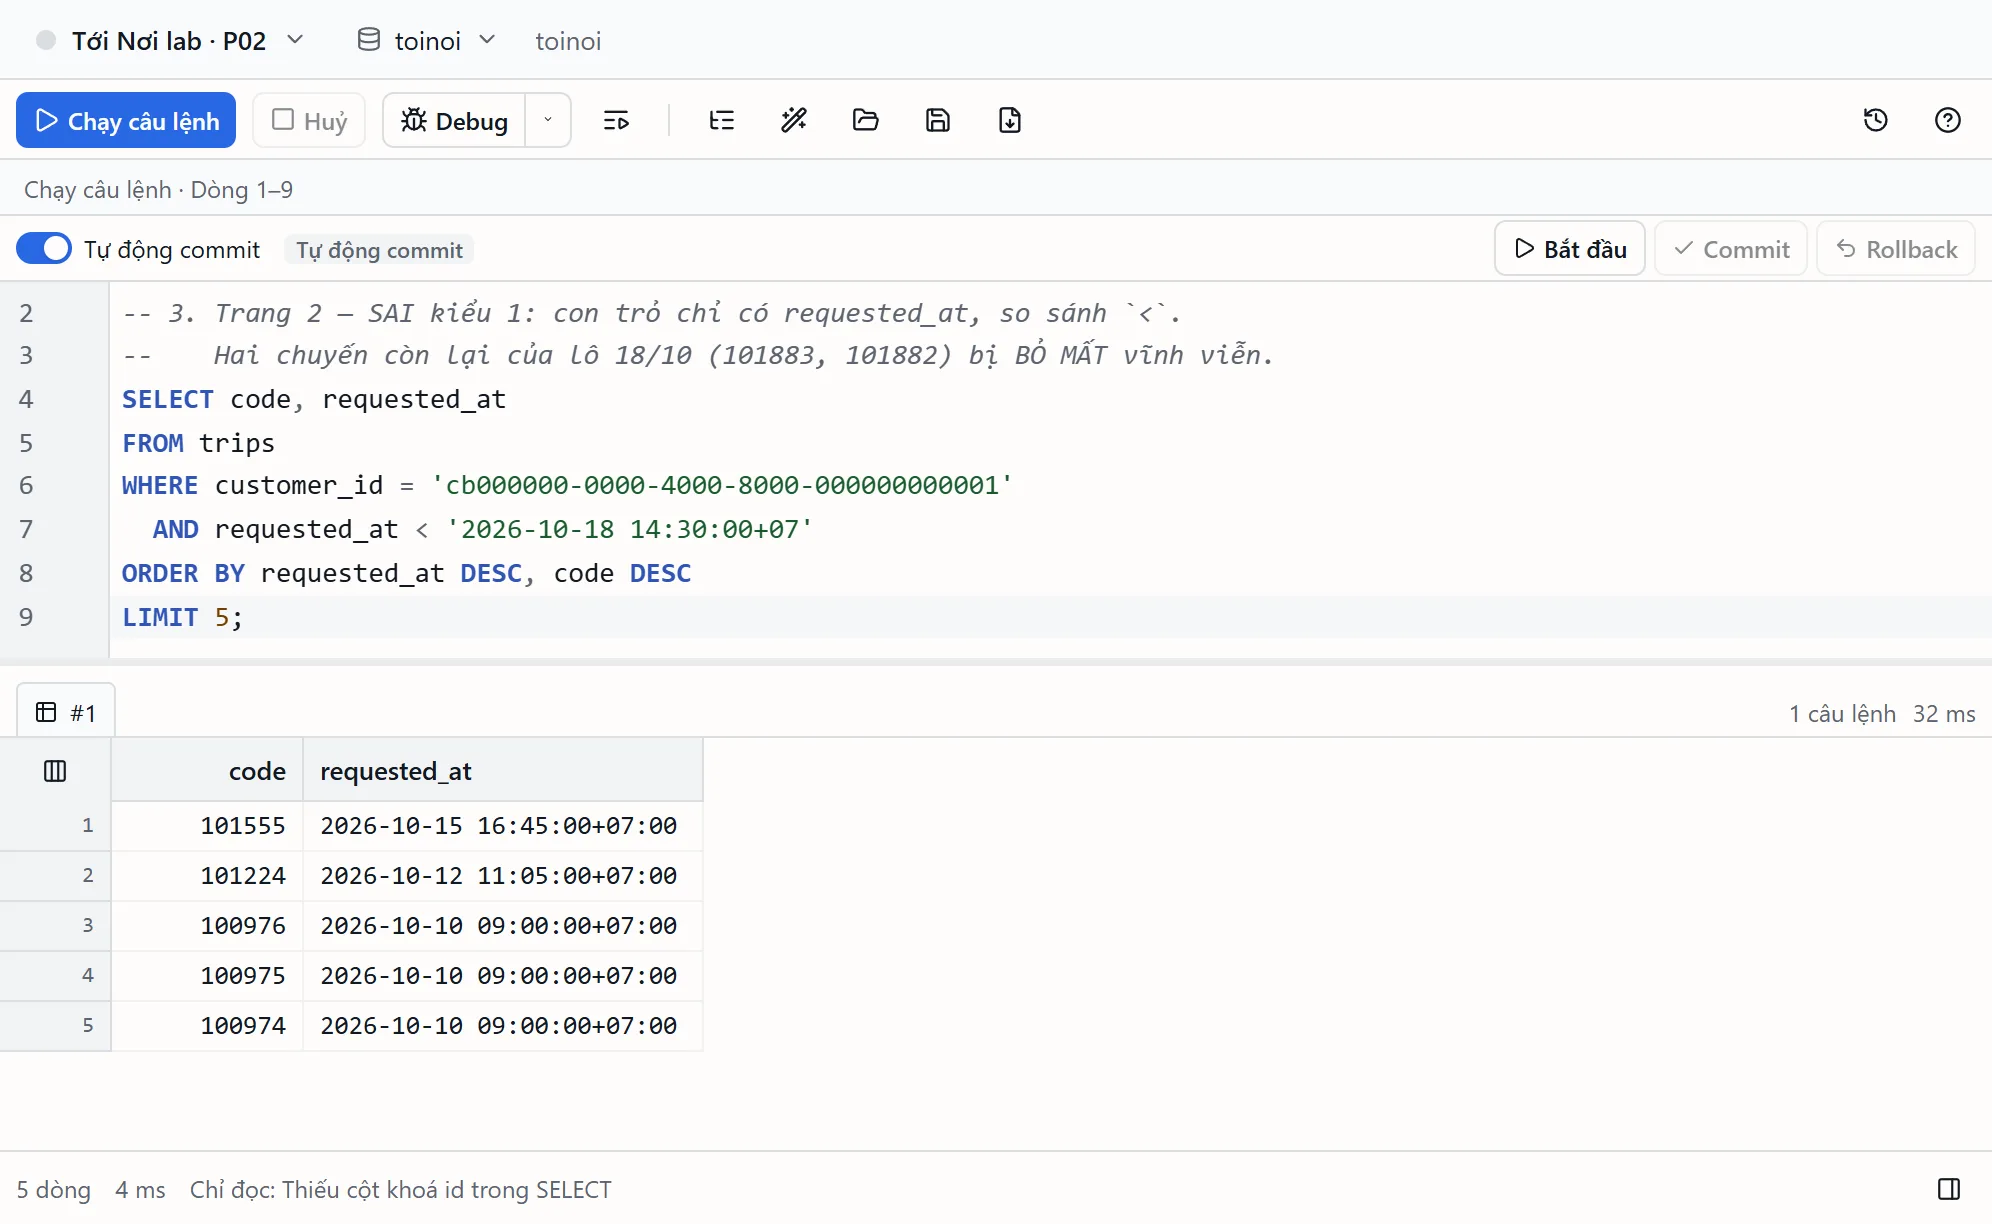 Tới Nơi lab · P02 toinoi toinoi
Chạy câu lệnh Huỷ Debug
Chạy câu lệnh · Dòng 1–9
Tự động commit Tự động commit Bắt đầu Commit Rollback
2 -- 3. Trang 2 — SAI kiểu 1: con trỏ chỉ có requested_at, so sánh `<`.
3 --    Hai chuyến còn lại của lô 18/10 (101883, 101882) bị BỎ MẤT vĩnh viễn.
4 SELECT code, requested_at
5 FROM trips
6 WHERE customer_id = 'cb000000-0000-4000-8000-000000000001'
7   AND requested_at < '2026-10-18 14:30:00+07'
8 ORDER BY requested_at DESC, code DESC
9 LIMIT 5;
#1 1 câu lệnh 32 ms
code requested_at
1 101555 2026-10-15 16:45:00+07:00
2 101224 2026-10-12 11:05:00+07:00
3 100976 2026-10-10 09:00:00+07:00
4 100975 2026-10-10 09:00:00+07:00
5 100974 2026-10-10 09:00:00+07:00
5 dòng 4 ms Chỉ đọc: Thiếu cột khoá id trong SELECT